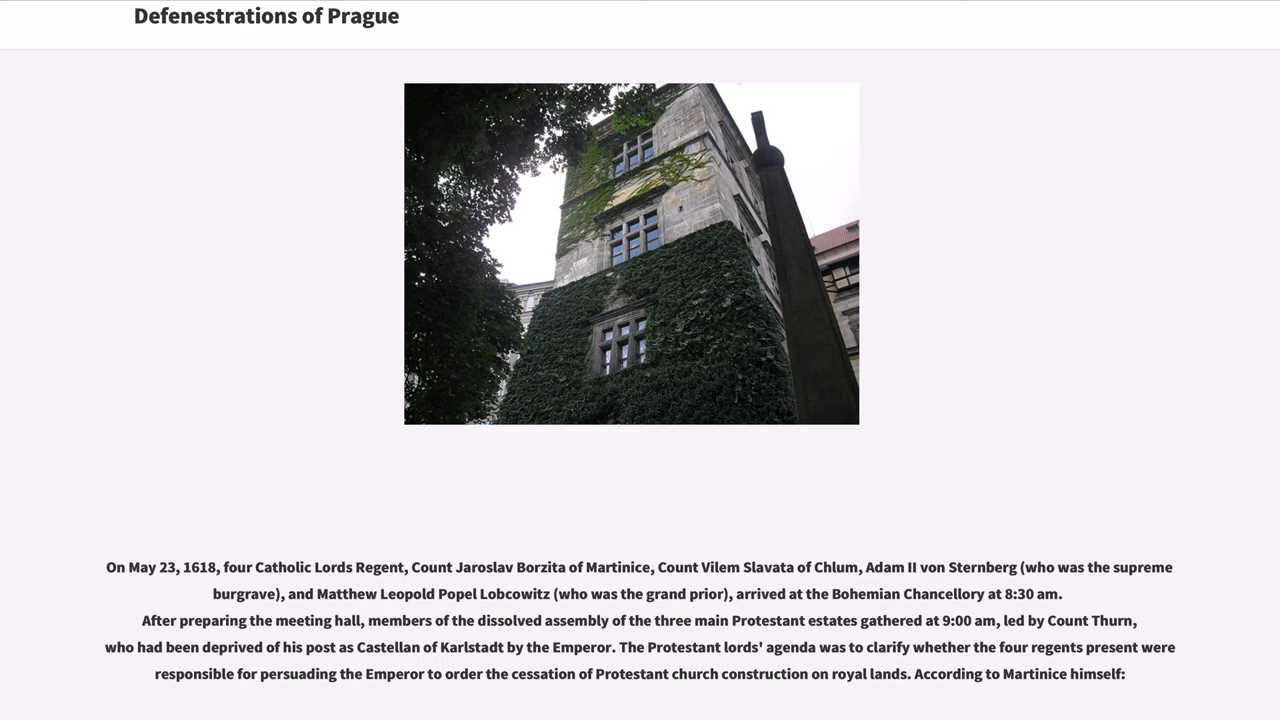 Defenestrations of Prague
On May 23, 1618, four Catholic Lords Regent, Count Jaroslav Borzita of Martinice, Count Vilem Slavata of Chlum, Adam II von Sternberg (who was the supreme
burgrave), and Matthew Leopold Popel Lobcowitz (who was the grand prior), arrived at the Bohemian Chancellory at 8:30 am.
After preparing the meeting hall, members of the dissolved assembly of the three main Protestant estates gathered at 9:00 am, led by Count Thurn,
who had been deprived of his post as Castellan of Karlstadt by the Emperor. The Protestant lords' agenda was to clarify whether the four regents present were
responsible for persuading the Emperor to order the cessation of Protestant church construction on royal lands. According to Martinice himself: